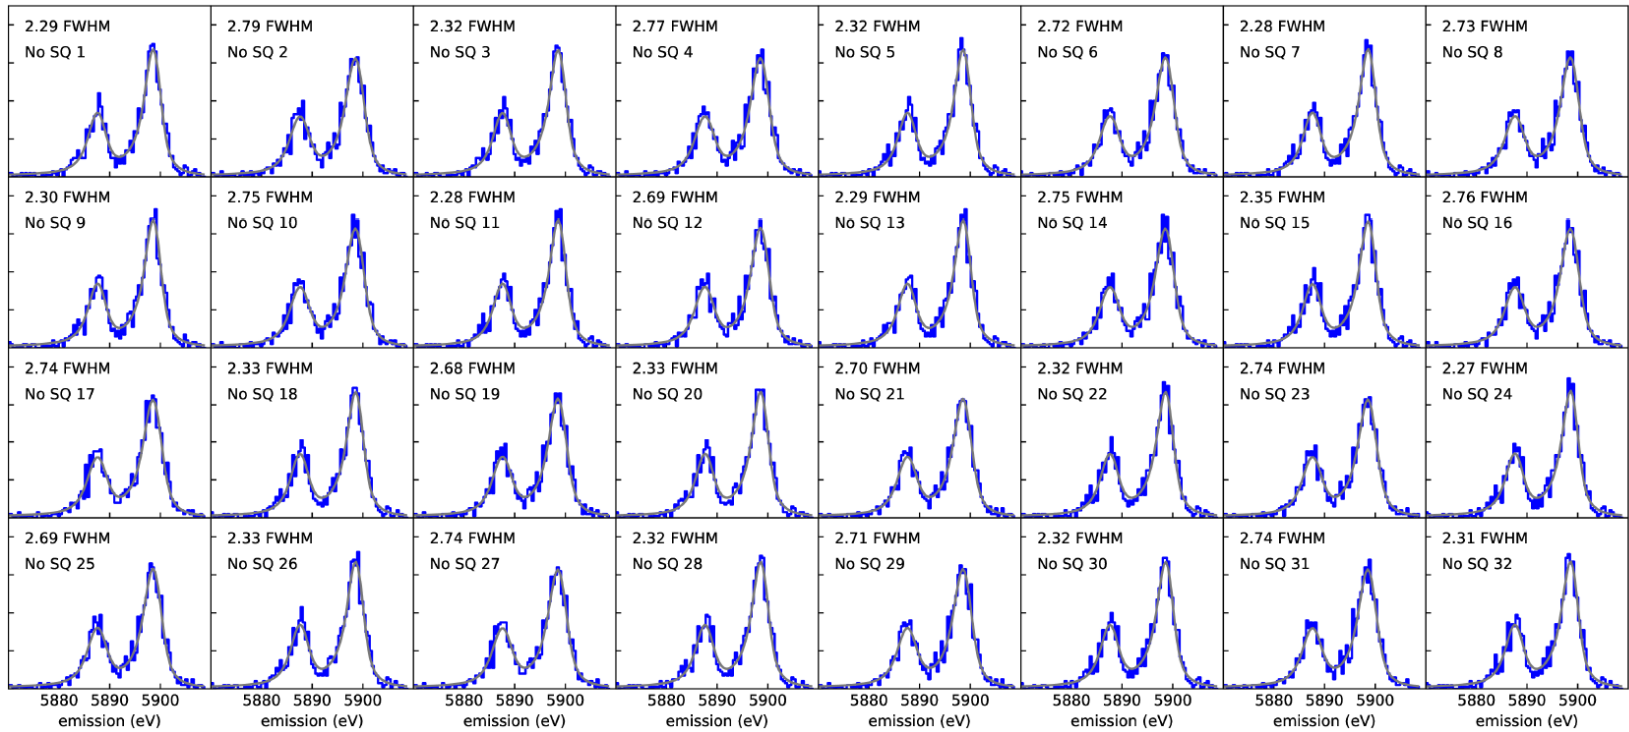 2.29 FWHM
No SQ 1
2.79 FWHM
No SQ 2
2.32 FWHM
No SQ 3
2.77 FWHM
No SQ 4
2.32 FWHM
No SQ 5
2.72 FWHM
No SQ 6
2.28 FWHM
No SQ 7
2.73 FWHM
No SQ 8
2.30 FWHM
No SQ 9
2.75 FWHM
No SQ 10
2.28 FWHM
No SQ 11
2.69 FWHM
No SQ 12
2.29 FWHM
No SQ 13
2.75 FWHM
No SQ 14
2.35 FWHM
No SQ 15
2.76 FWHM
No SQ 16
2.74 FWHM
No SQ 17
2.33 FWHM
No SQ 18
2.68 FWHM
No SQ 19
2.33 FWHM
No SQ 20
2.70 FWHM
No SQ 21
2.32 FWHM
No SQ 22
2.74 FWHM
No SQ 23
2.27 FWHM
No SQ 24
2.69 FWHM
No SQ 25
2.33 FWHM
No SQ 26
2.74 FWHM
No SQ 27
2.32 FWHM
No SQ 28
2.71 FWHM
No SQ 29
2.32 FWHM
No SQ 30
2.74 FWHM
No SQ 31
2.31 FWHM
No SQ 32
5880 5890 5900
emission (eV)
5880 5890 5900
emission (eV)
5880 5890 5900
emission (eV)
5880 5890 5900
emission (eV)
5880 5890 5900
emission (eV)
5880 5890 5900
emission (eV)
5880 5890 5900
emission (eV)
5880 5890 5900
emission (eV)